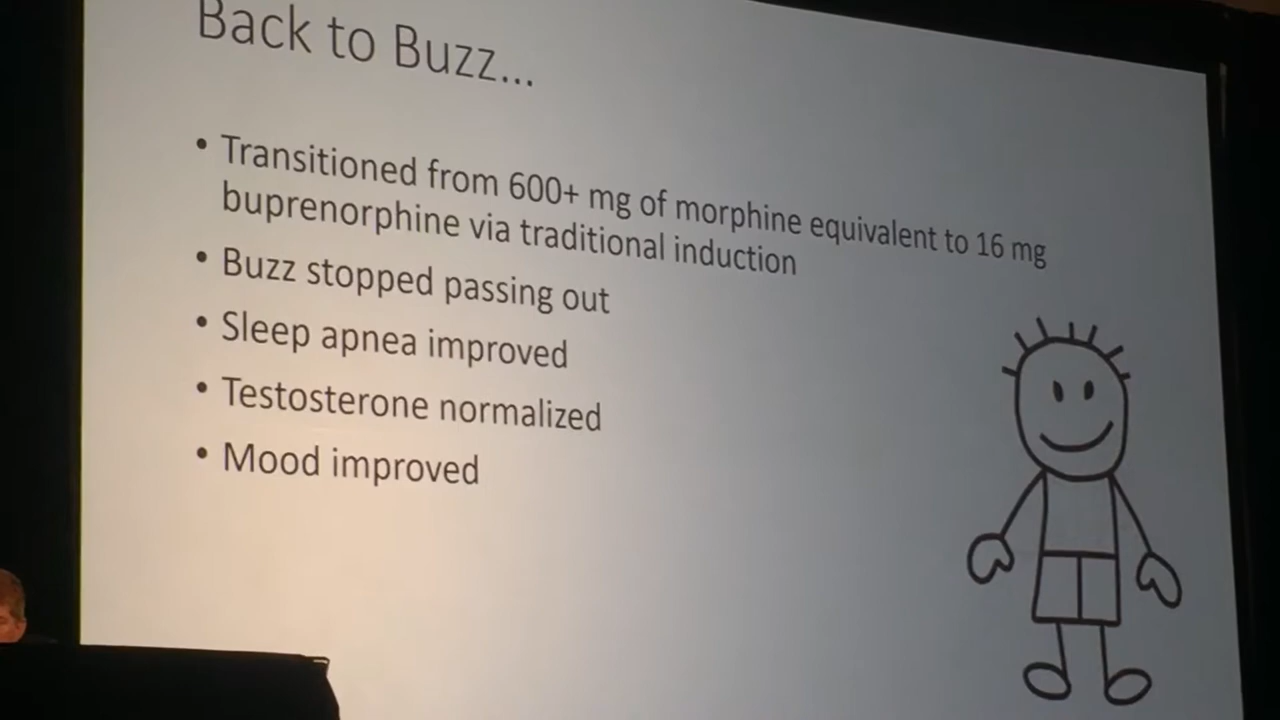 Back to Buzz...
• Transitioned from 600+ mg of morphine equivalent to 16 mg
buprenorphine via traditional induction
• Buzz stopped passing out
• Sleep apnea improved
• Testosterone normalized
• Mood improved